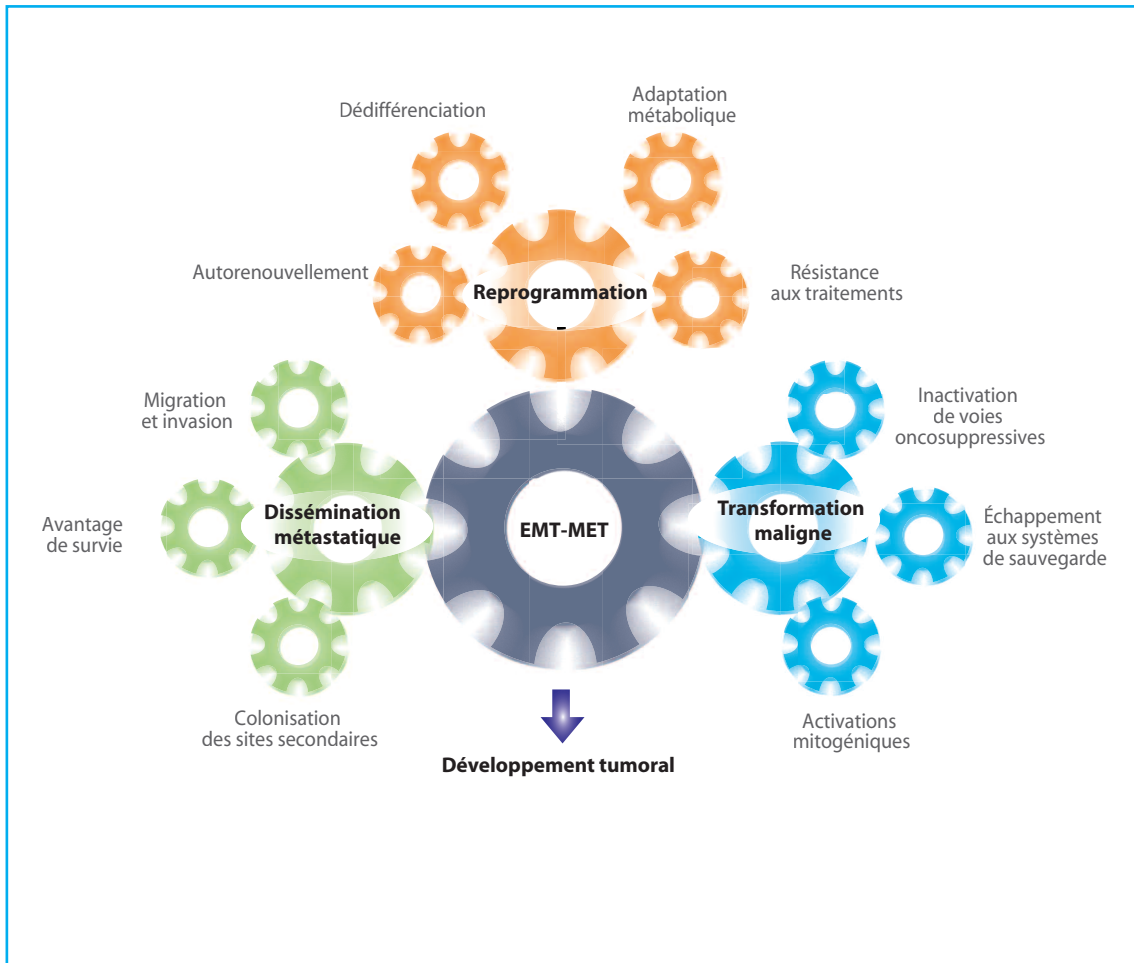 Dédifférenciation
Adaptation
métabolique
Autorenouvellement
Reprogrammation
Résistance
aux traitements
Migration
et invasion
Inactivation
de voies
oncosuppressives
Avantage
de survie
Dissémination
métastatique
EMT-MET
Transformation
maligne
Échappement
aux systèmes
de sauvegarde
Colonisation
des sites secondaires
Activations
mitogéniques
Développement tumoral